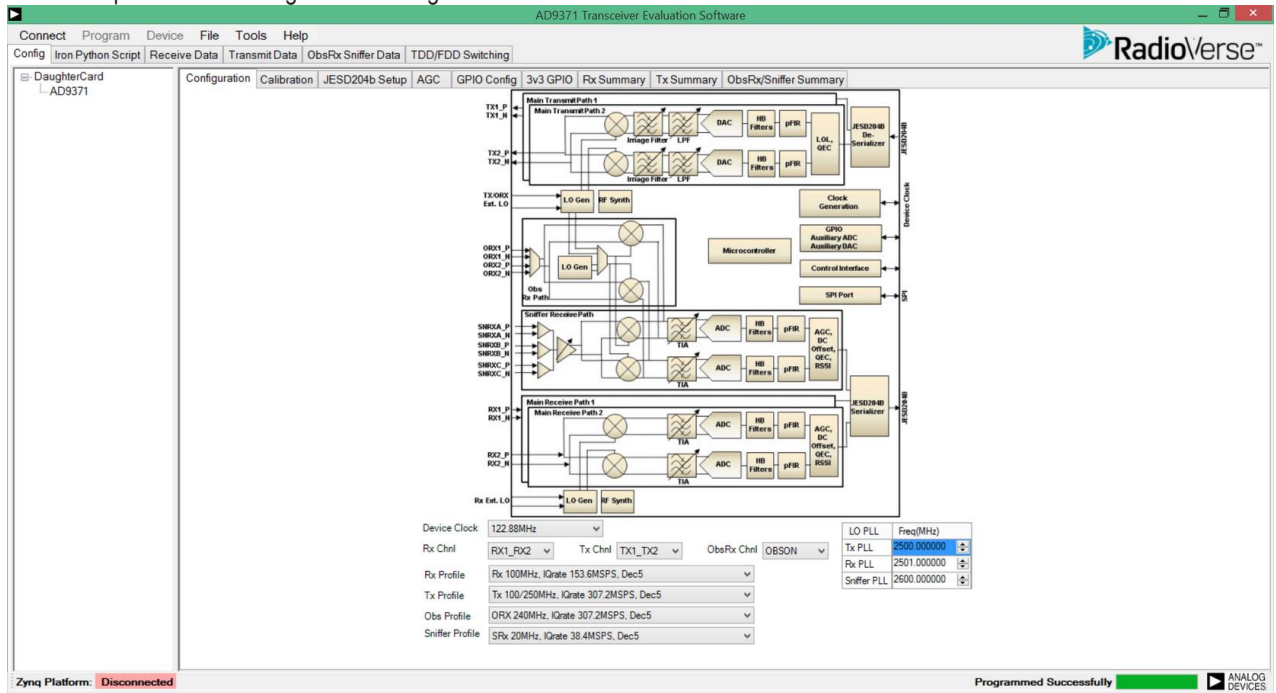 AD9371 Transceiver Evaluation Software
Connect Program Device File Tools Help
RadioVerse™
Config Iron Python Script Receive Data Transmit Data ObsRx Sniffer Data TDD/FDD Switching
DaughterCard
AD9371
Configuration Calibration JESD204b Setup AGC GPIO Config 3v3 GPIO Rx Summary Tx Summary ObsRx/Sniffer Summary
Main Transmit Path 1
Main Transmit Path 2
TX1_P
TX1_N
TX2_P
TX2_N
Image Filter LPF
DAC
HB Filters
pFIR
Image Filter LPF
DAC
HB Filters
pFIR
LOL, QEC
JESD204B De-Serializer
JESD204B
TX/ORX Ext. LO
LO Gen
RF Synth
Clock Generation
Device Clock
GPIO
Auxiliary ADC
Auxiliary DAC
Microcontroller
Control Interface
SPI Port
SPI
ORX1_P
ORX1_N
ORX2_P
ORX2_N
LO Gen
Obs Rx Path
Sniffer Receive Path
SNRXA_P
SNRXA_N
SNRXB_P
SNRXB_N
SNRXC_P
SNRXC_N
TIA
ADC
HB Filters
pFIR
TIA
ADC
HB Filters
pFIR
AGC, DC Offset, QEC, RSSI
JESD204B Serializer
JESD204B
Main Receive Path 1
Main Receive Path 2
RX1_P
RX1_N
RX2_P
RX2_N
TIA
ADC
HB Filters
pFIR
TIA
ADC
HB Filters
pFIR
AGC, DC Offset, QEC, RSSI
Rx Ext. LO
LO Gen
RF Synth
Device Clock 122.88MHz
Rx Chnl RX1_RX2 Tx Chnl TX1_TX2 ObsRx Chnl OBSON
Rx Profile Rx 100MHz, IQrate 153.6MSPS, Dec5
Tx Profile Tx 100/250MHz, IQrate 307.2MSPS, Dec5
Obs Profile ORX 240MHz, IQrate 307.2MSPS, Dec5
Sniffer Profile SRx 20MHz, IQrate 38.4MSPS, Dec5
LO PLL Freq(MHz)
Tx PLL 2500.000000
Rx PLL 2501.000000
Sniffer PLL 2600.000000
Zynq Platform: Disconnected
Programmed Successfully
ANALOG DEVICES